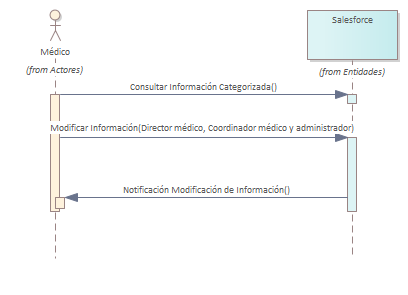 Salesforce
Médico
(from Actores)
(from Entidades)
Consultar Información Categorizada()
Modificar Información(Director médico, Coordinador médico y administrador)
Notificación Modificación de Información()